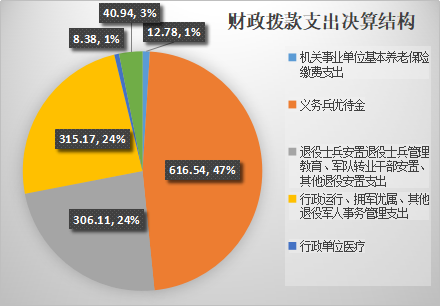 财政拨款支出决算结构
40.94, 3%
12.78, 1%
8.38, 1%
315.17, 24%
616.54, 47%
306.11, 24%
机关事业单位基本养老保险
缴费支出
义务兵优待金
退役士兵安置退役士兵管理
教育、军队转业干部安置、
其他退役安置支出
行政运行、拥军优属、其他
退役军人事务管理支出
行政单位医疗